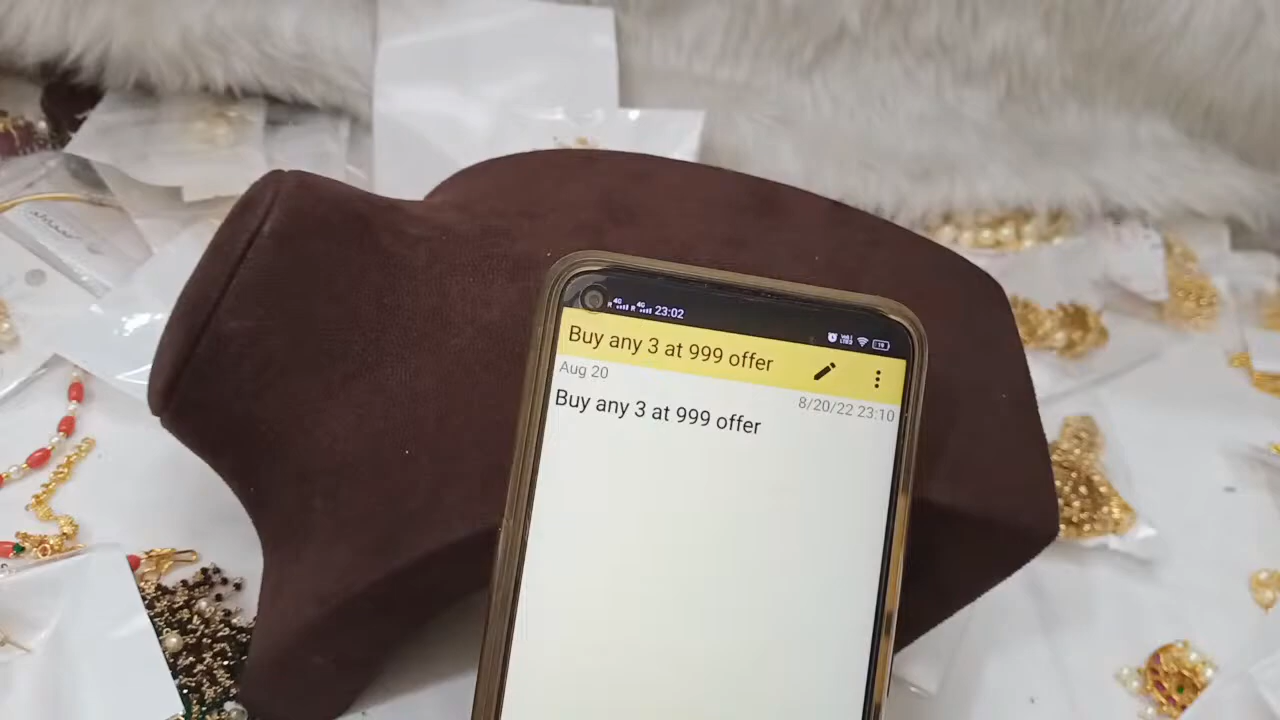 23:02
Buy any 3 at 999 offer
Aug 20
8/20/22 23:10
Buy any 3 at 999 offer